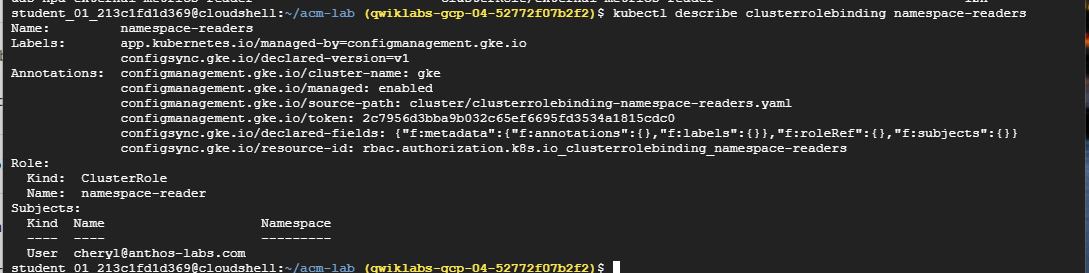 student_01_213c1fd1d369@cloudshell:~/acm-lab (qwiklabs-gcp-04-52772f07b2f2)$ kubectl describe clusterrolebinding namespace-readers
Name:         namespace-readers
Labels:       app.kubernetes.io/managed-by=configmanagement.gke.io
              configsync.gke.io/declared-version=v1
Annotations:  configmanagement.gke.io/cluster-name: gke
              configmanagement.gke.io/managed: enabled
              configmanagement.gke.io/source-path: cluster/clusterrolebinding-namespace-readers.yaml
              configmanagement.gke.io/token: 2c7956d3bba9b032c65ef6695fd3534a1815cdc0
              configsync.gke.io/declared-fields: {"f:metadata":{"f:annotations":{},"f:labels":{}},"f:roleRef":{},"f:subjects":{}}
              configsync.gke.io/resource-id: rbac.authorization.k8s.io_clusterrolebinding_namespace-readers
Role:
  Kind:  ClusterRole
  Name:  namespace-reader
Subjects:
  Kind  Name                   Namespace
  ----  ----                   ---------
  User  cheryl@anthos-labs.com
student_01_213c1fd1d369@cloudshell:~/acm-lab (qwiklabs-gcp-04-52772f07b2f2)$